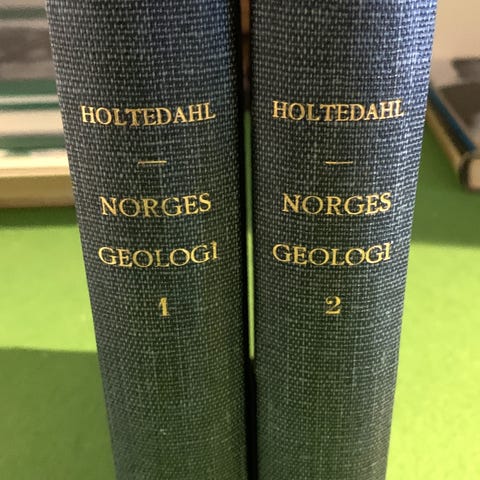 HOLTEDAHL
—
NORGES
GEOLOGI
1
HOLTEDAHL
—
NORGES
GEOLOGI
2